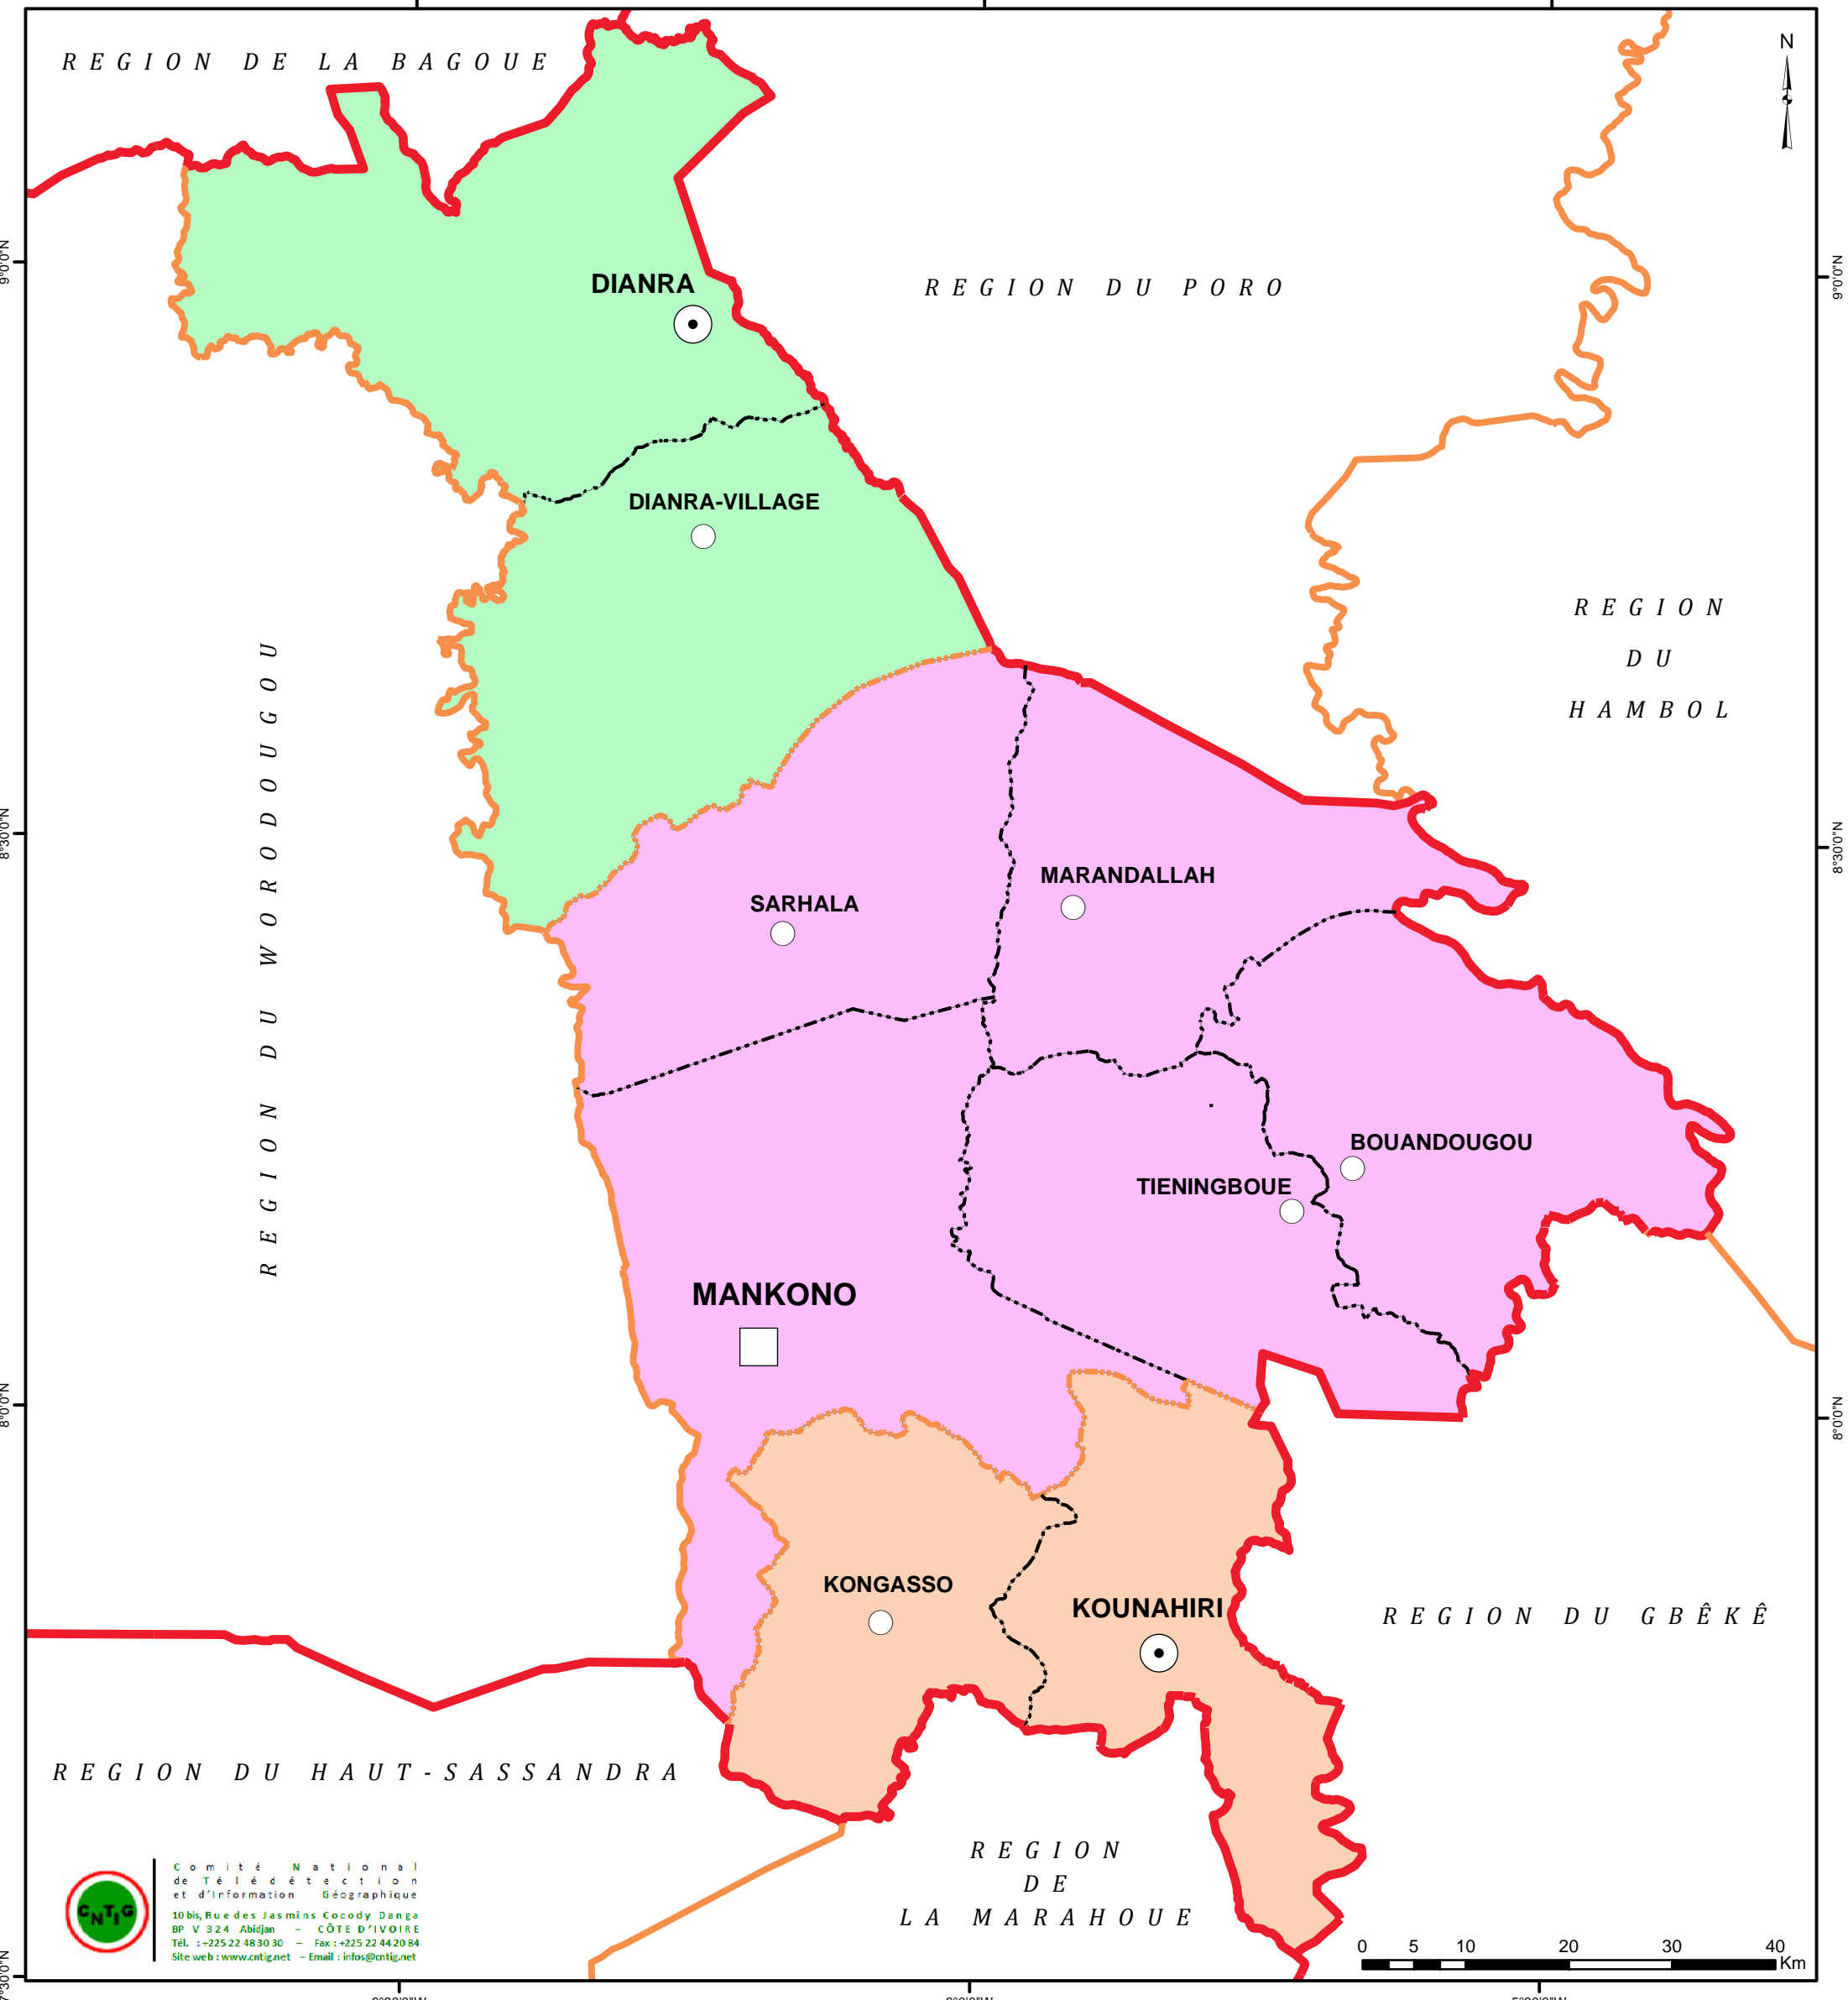 REGION DE LA BAGOUE
N
9°0'0"N
9°0'0"N
DIANRA
REGION DU PORO
DIANRA-VILLAGE
REGION
DU
HAMBOL
REGION DU WORODOUGOU
8°30'0"N
8°30'0"N
MARANDALLAH
SARHALA
BOUANDOUGOU
TIENINGBOUE
MANKONO
8°0'0"N
8°0'0"N
KONGASSO
KOUNAHIRI
REGION DU GBÊKÊ
REGION DU HAUT-SASSANDRA
REGION
DE
LA MARAHOUE
Comité National
de Télédétection
et d'Information Géographique
10 bis, Rue des Jasmins Cocody Danga
BP V 324 Abidjan – CÔTE D'IVOIRE
Tél. : +225 22 48 30 30 – Fax : +225 22 44 20 84
Site web : www.cntig.net – Email : infos@cntig.net
CNTIG
0 5 10 20 30 40
Km
7°30'0"N